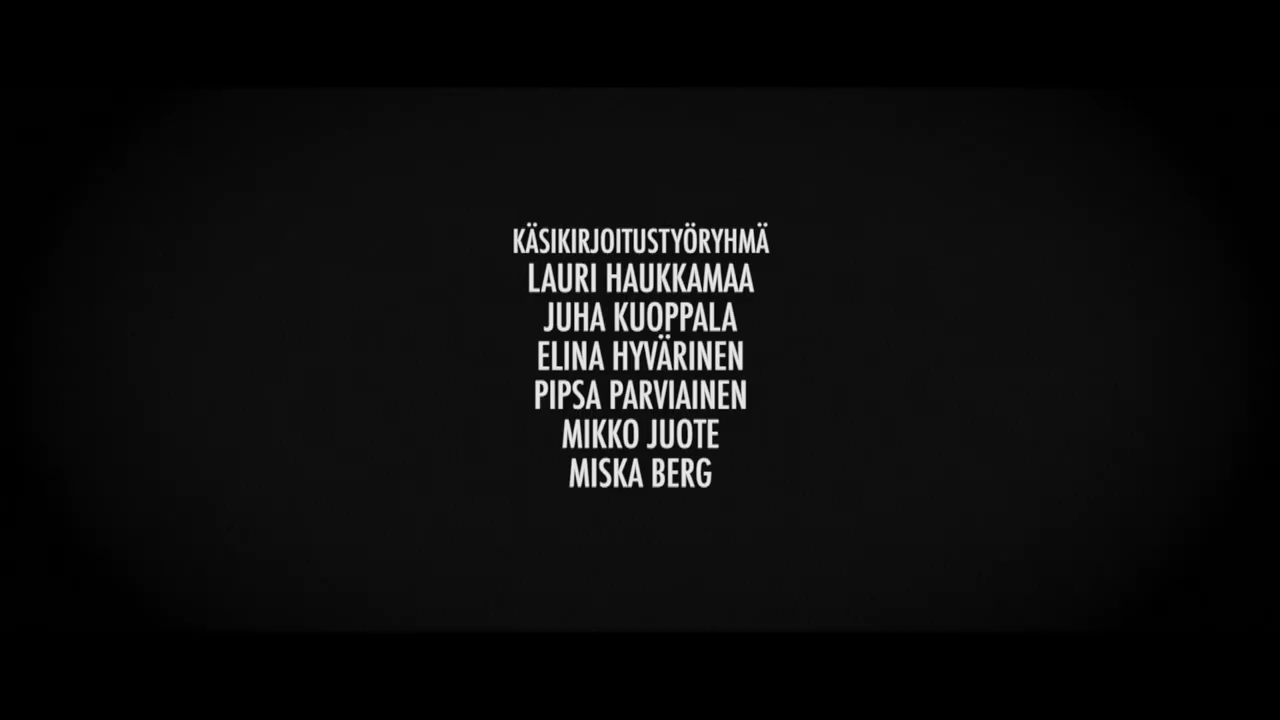 KÄSIKIRJOITUSTYÖRYHMÄ
LAURI HAUKKAMAA
JUHA KUOPPALA
ELINA HYVÄRINEN
PIPSA PARVIAINEN
MIKKO JUOTE
MISKA BERG